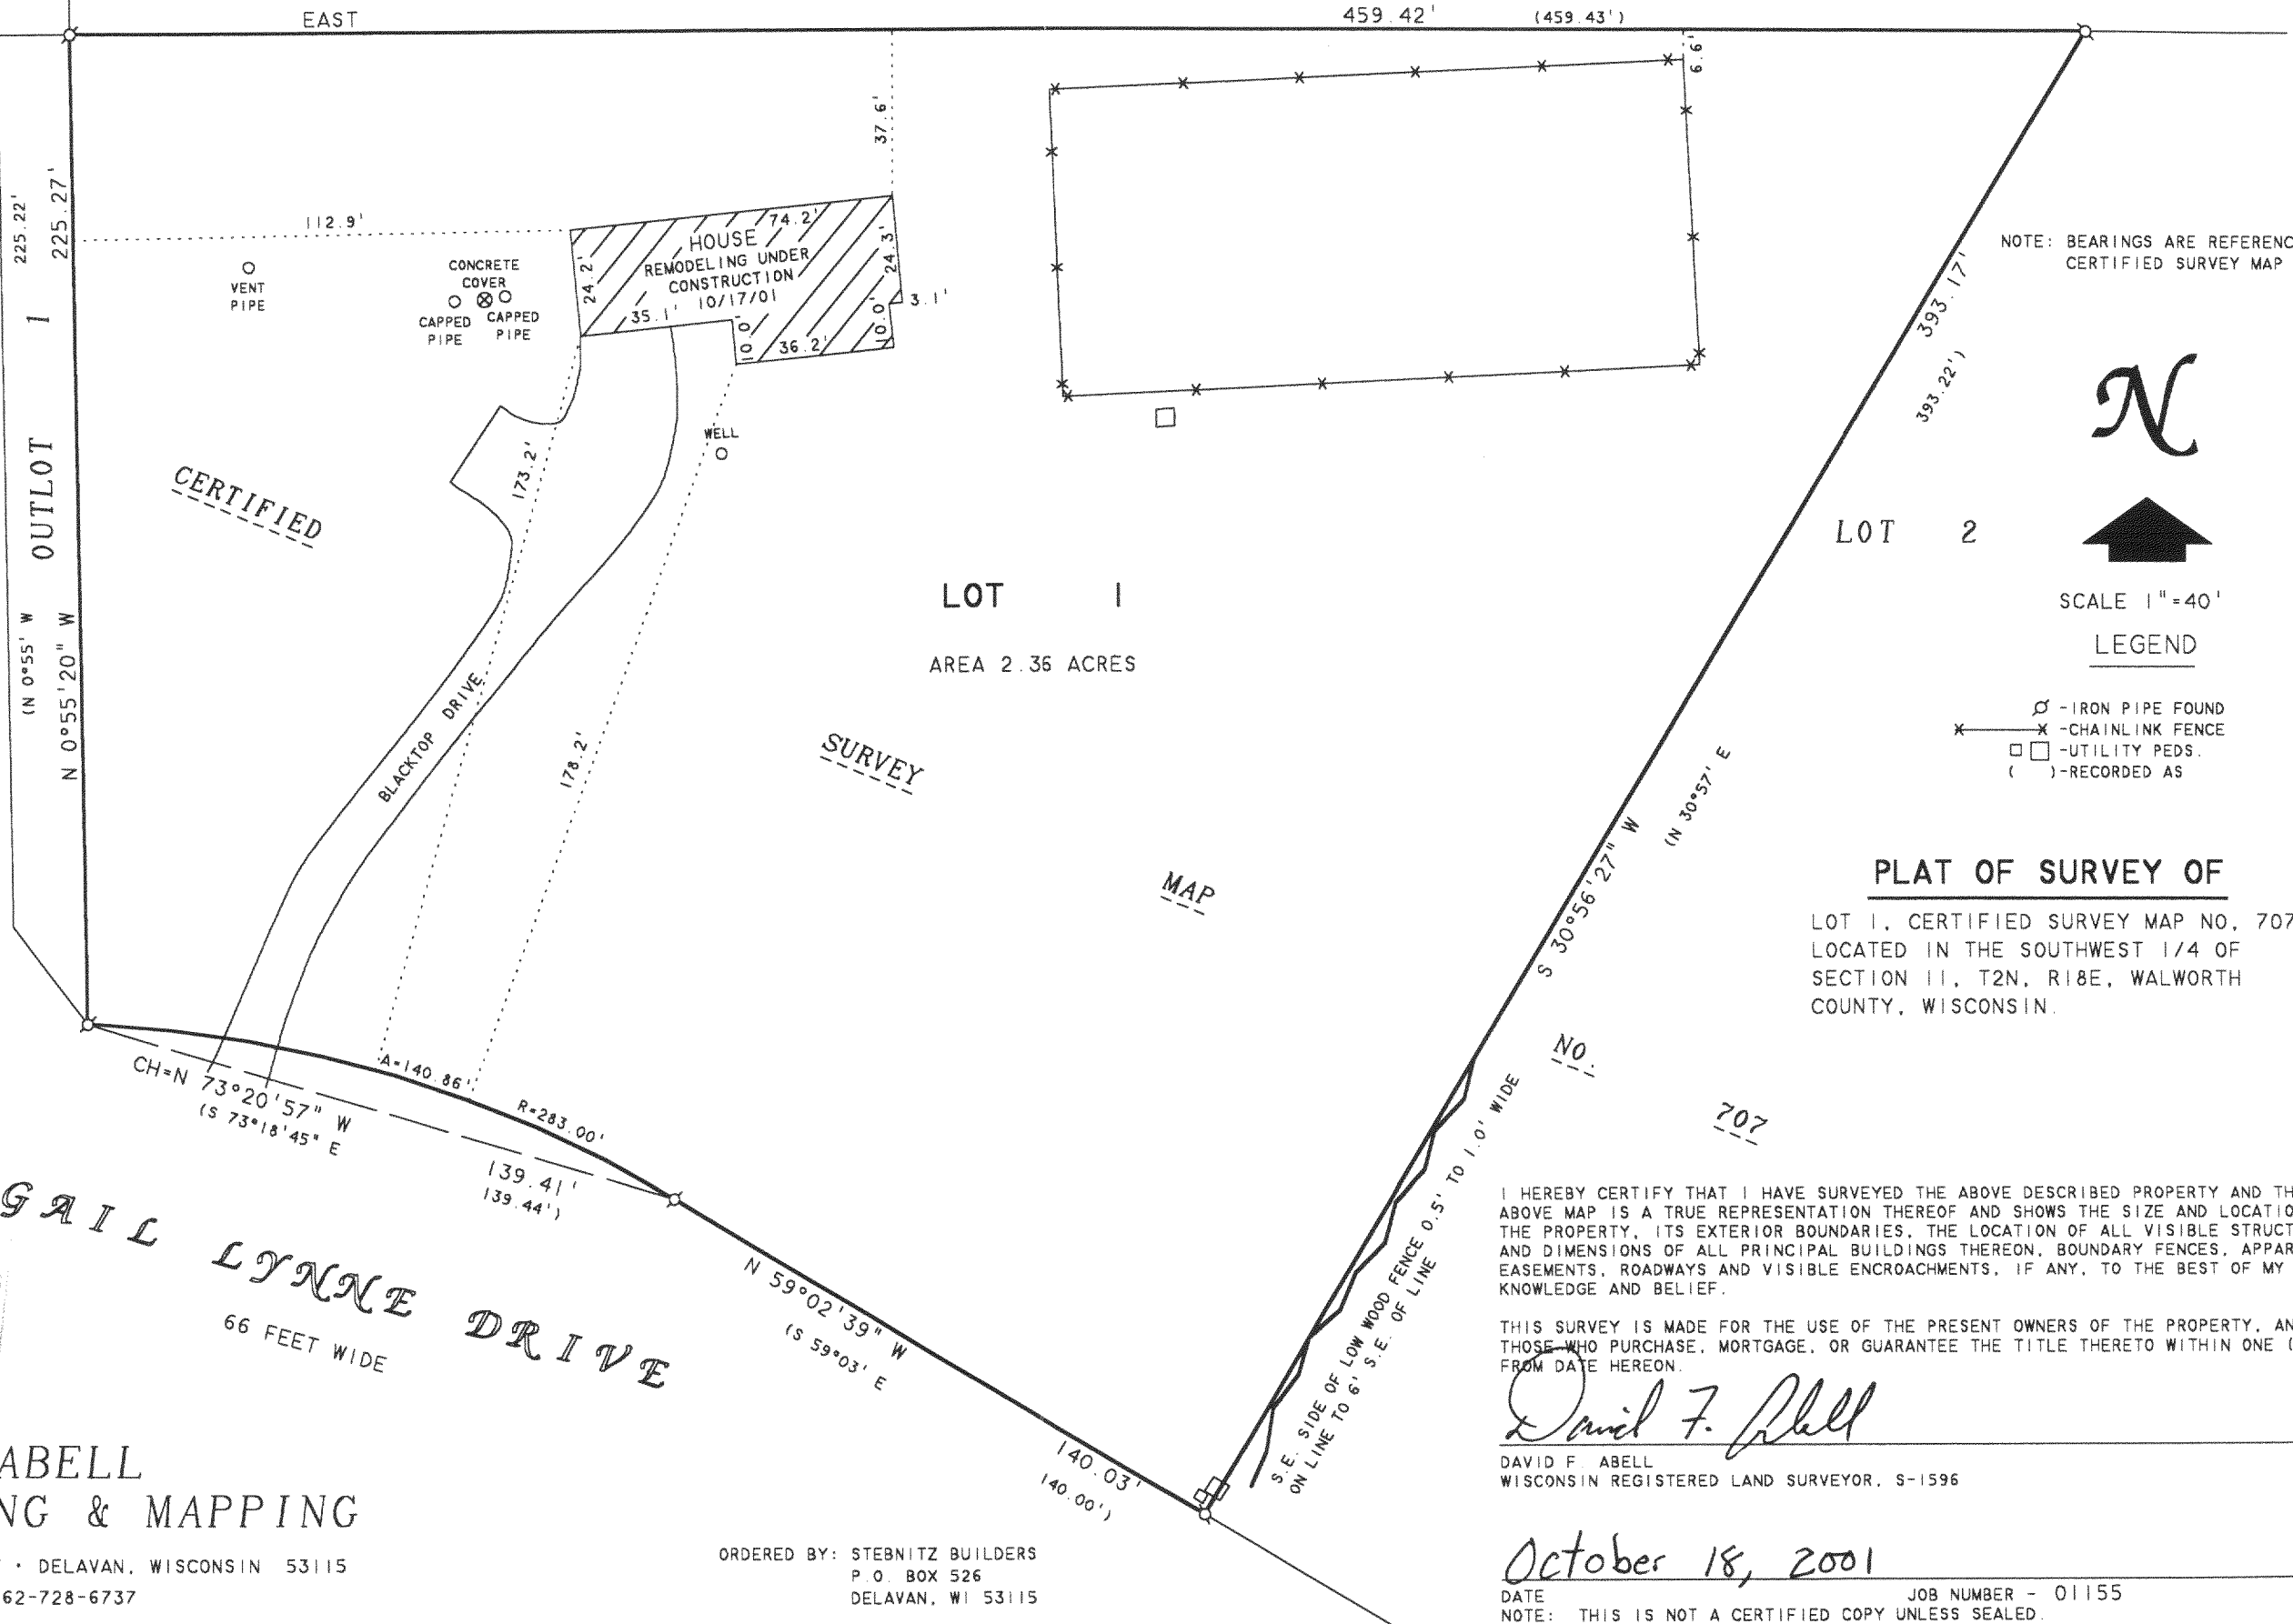 EAST
459.42'
(459.43')
6.6'
37.6'
225.22'
225.27'
OUTLOT 1
(N 0°55' W
N 0°55'20" W
112.9'
VENT
PIPE
CONCRETE
COVER
CAPPED
PIPE
CAPPED
PIPE
74.2'
HOUSE
REMODELING UNDER
CONSTRUCTION
10/17/01
24.2'
24.3'
35.1'
10.0'
36.2'
10.0'
3.1'
WELL
173.2'
178.2'
BLACKTOP DRIVE
CERTIFIED
SURVEY
MAP
NO.
707
LOT 1
AREA 2.36 ACRES
393.17'
393.22')
S 30°56'27" W
(N 30°57' E
LOT 2
NOTE: BEARINGS ARE REFERENC
CERTIFIED SURVEY MAP
N
SCALE 1"=40'
LEGEND
-IRON PIPE FOUND
-CHAINLINK FENCE
-UTILITY PEDS.
( )-RECORDED AS
PLAT OF SURVEY OF
LOT 1, CERTIFIED SURVEY MAP NO. 707
LOCATED IN THE SOUTHWEST 1/4 OF
SECTION 11, T2N, R18E, WALWORTH
COUNTY, WISCONSIN.
A=140.86'
R=283.00'
CH=N 73°20'57" W
(S 73°18'45" E
139.41'
139.44')
N 59°02'39" W
(S 59°03' E
140.03'
140.00')
S.E. SIDE OF LOW WOOD FENCE 0.5' TO 1.0' WIDE
ON LINE TO 6' S.E. OF LINE
GAIL LYNNE DRIVE
66 FEET WIDE
I HEREBY CERTIFY THAT I HAVE SURVEYED THE ABOVE DESCRIBED PROPERTY AND TH
ABOVE MAP IS A TRUE REPRESENTATION THEREOF AND SHOWS THE SIZE AND LOCATIO
THE PROPERTY, ITS EXTERIOR BOUNDARIES, THE LOCATION OF ALL VISIBLE STRUCT
AND DIMENSIONS OF ALL PRINCIPAL BUILDINGS THEREON, BOUNDARY FENCES, APPAR
EASEMENTS, ROADWAYS AND VISIBLE ENCROACHMENTS, IF ANY, TO THE BEST OF MY
KNOWLEDGE AND BELIEF.
THIS SURVEY IS MADE FOR THE USE OF THE PRESENT OWNERS OF THE PROPERTY, AN
THOSE WHO PURCHASE, MORTGAGE, OR GUARANTEE THE TITLE THERETO WITHIN ONE (
FROM DATE HEREON.
David F. Abell
DAVID F. ABELL
WISCONSIN REGISTERED LAND SURVEYOR, S-1596
October 18, 2001
DATE
JOB NUMBER - 01155
NOTE: THIS IS NOT A CERTIFIED COPY UNLESS SEALED.
ABELL
NG & MAPPING
• DELAVAN, WISCONSIN 53115
62-728-6737
ORDERED BY: STEBNITZ BUILDERS
P.O. BOX 526
DELAVAN, WI 53115